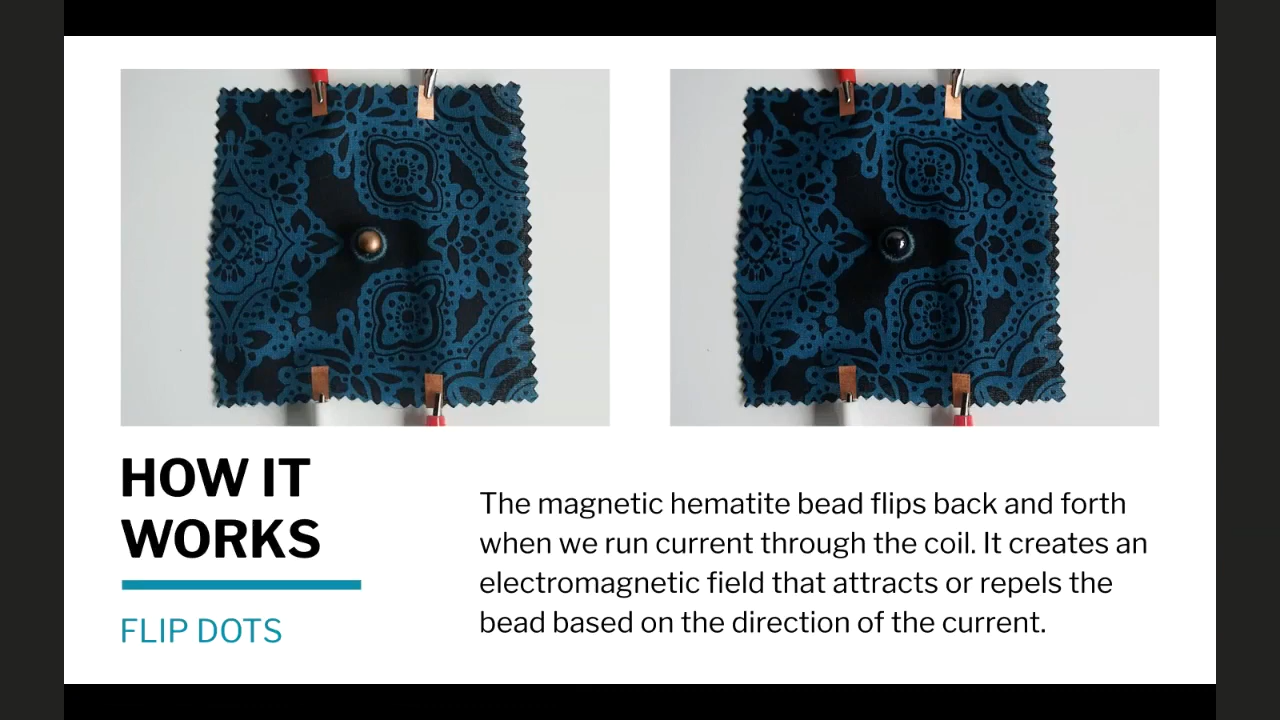 HOW IT
WORKS
FLIP DOTS
The magnetic hematite bead flips back and forth
when we run current through the coil. It creates an
electromagnetic field that attracts or repels the
bead based on the direction of the current.